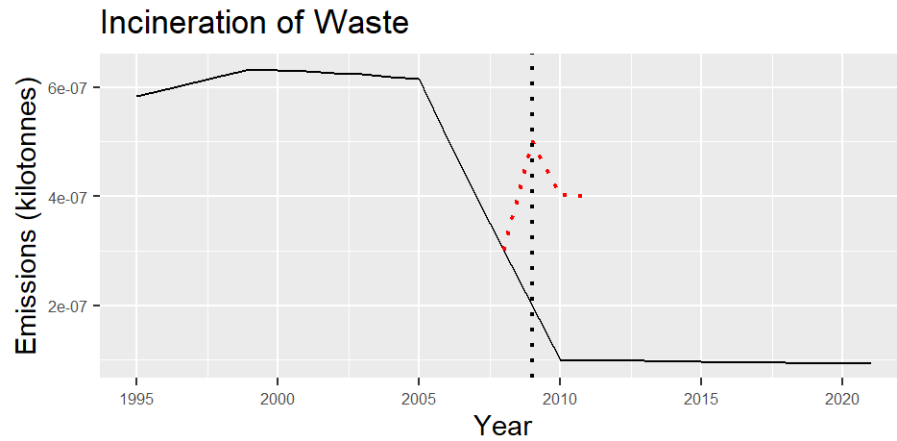 Incineration of Waste
Emissions (kilotonnes)
6e-07
4e-07
2e-07
1995 2000 2005 2010 2015 2020
Year